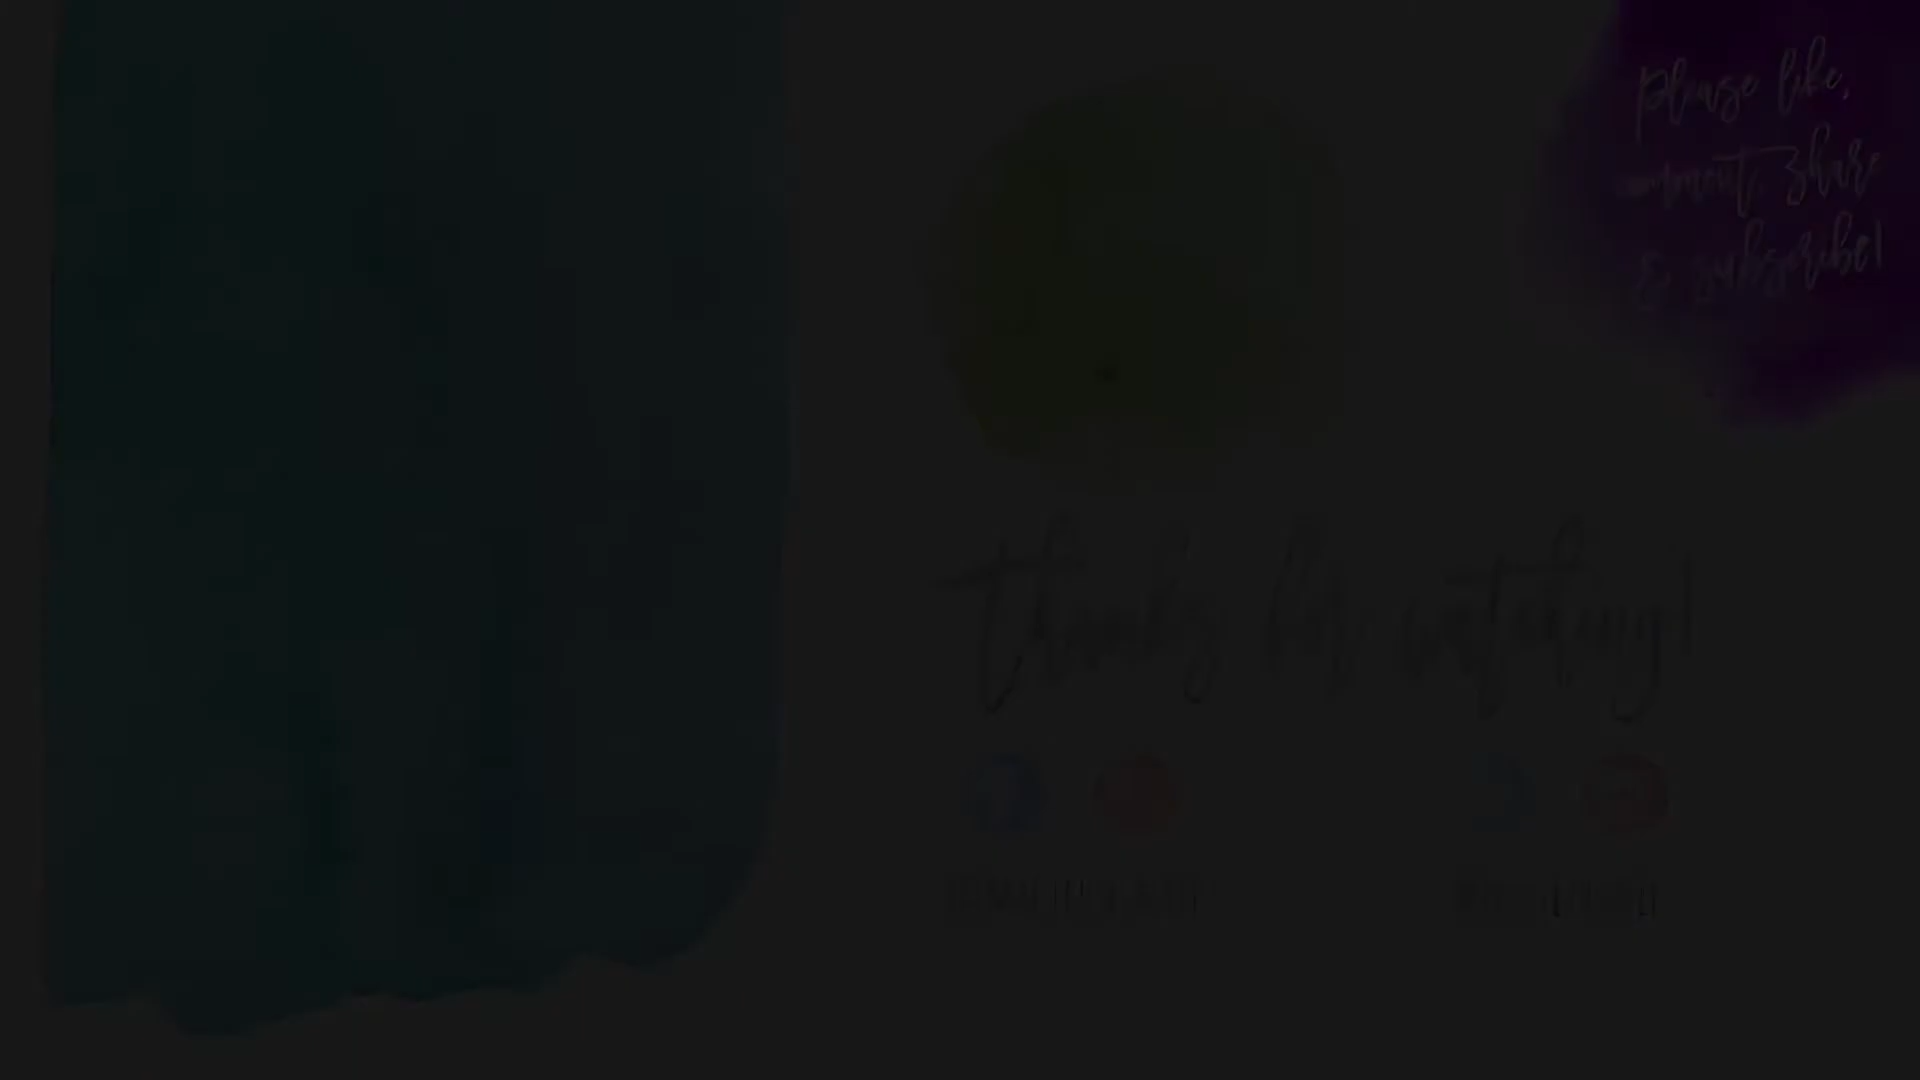 please like,
comment, share
& subscribe!
thanks for watching!